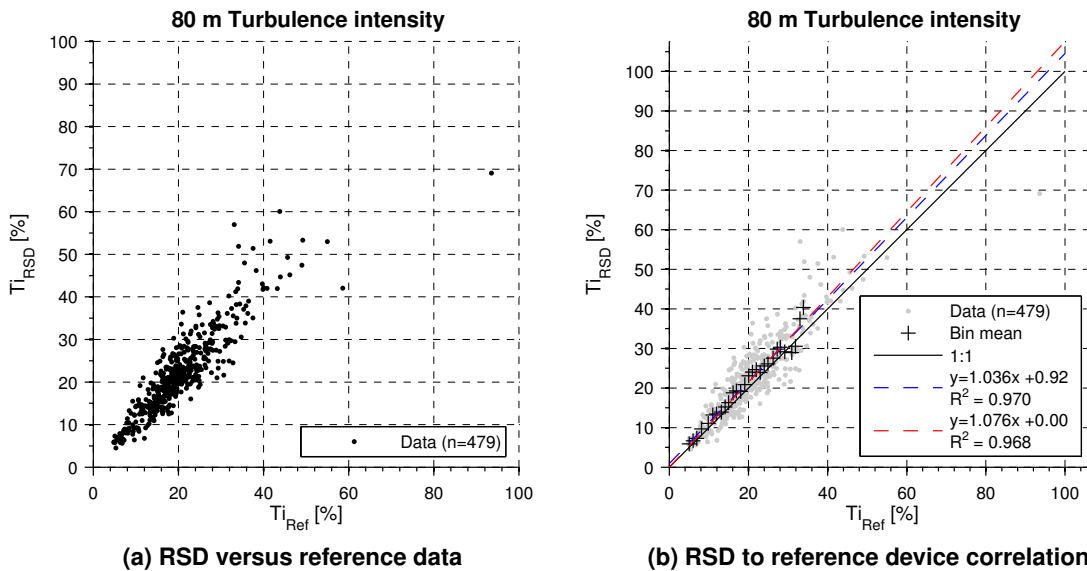 80 m Turbulence intensity
100
90
80
70
60
50
40
30
20
10
0
Ti_RSD [%]
0 20 40 60 80 100
Ti_Ref [%]
Data (n=479)
(a) RSD versus reference data
80 m Turbulence intensity
100
90
80
70
60
50
40
30
20
10
0
Ti_RSD [%]
0 20 40 60 80 100
Ti_Ref [%]
Data (n=479)
Bin mean
1:1
y=1.036x +0.92
R² = 0.970
y=1.076x +0.00
R² = 0.968
(b) RSD to reference device correlation